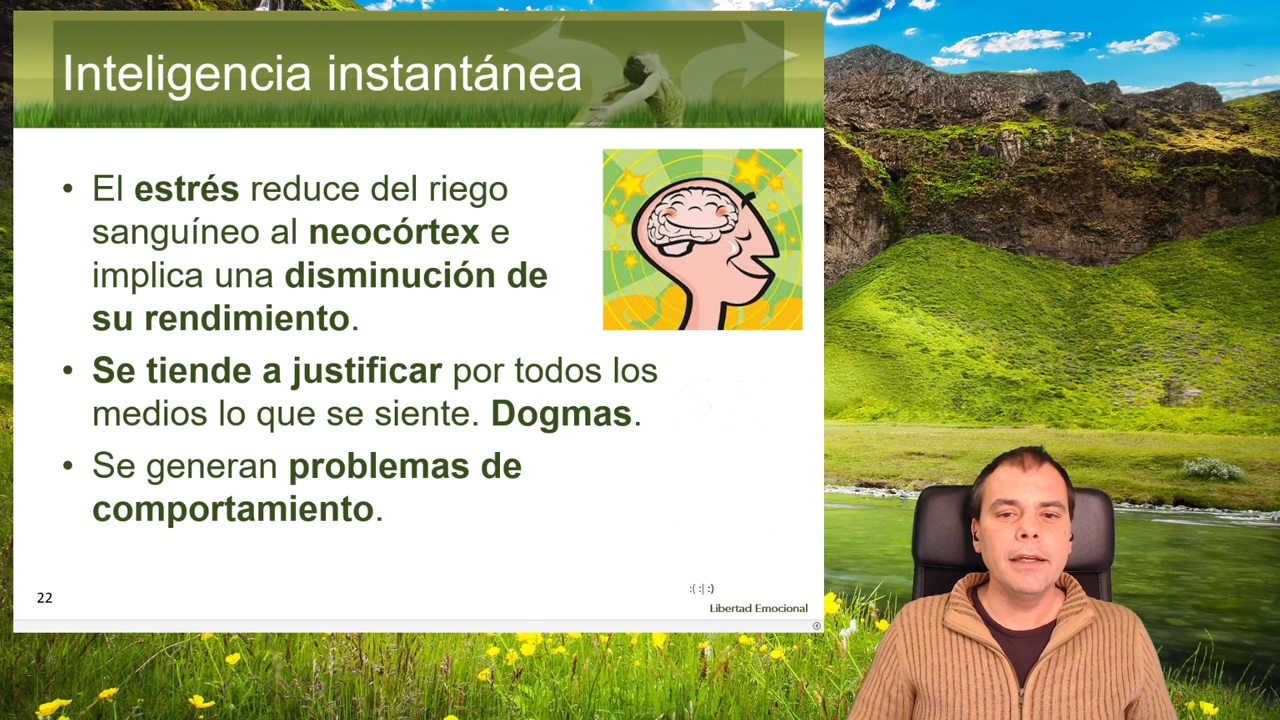 Inteligencia instantánea
• El estrés reduce del riego
sanguíneo al neocórtex e
implica una disminución de
su rendimiento.
• Se tiende a justificar por todos los
medios lo que se siente. Dogmas.
• Se generan problemas de
comportamiento.
22
:( :| :)
Libertad Emocional